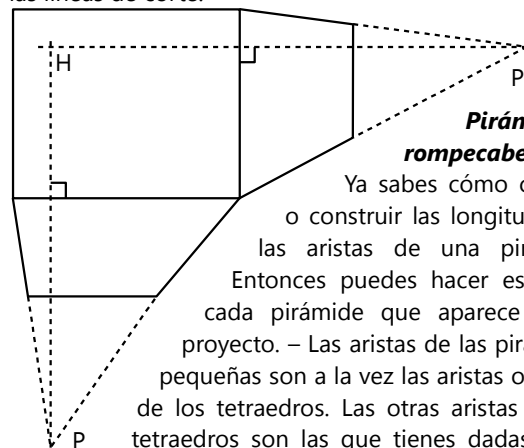 las líneas de corte.
H
P
Pirám
rompecabe
Ya sabes cómo c
o construir las longitu
las aristas de una pir
Entonces puedes hacer es
cada pirámide que aparece
proyecto. – Las aristas de las pirá
pequeñas son a la vez las aristas o
de los tetraedros. Las otras aristas
P
tetraedros son las que tienes dadas